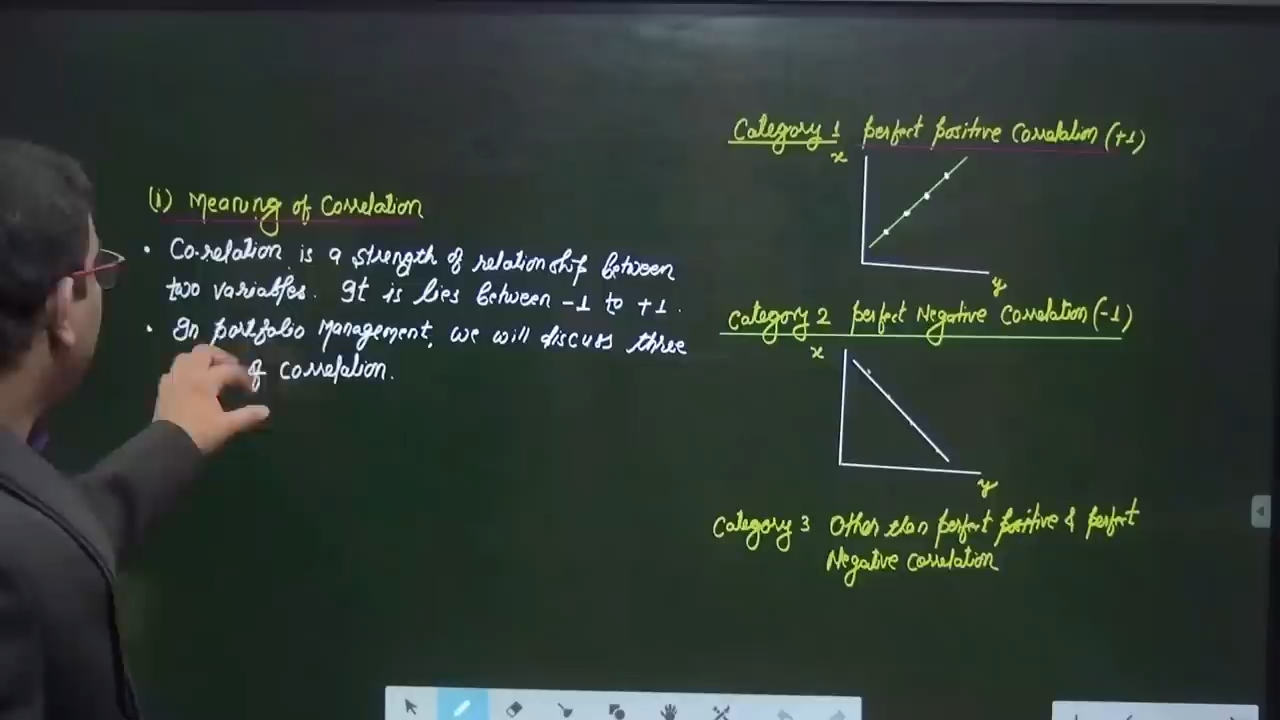 (i) Meaning of Correlation
• Co-relation is a strength of relationship between
two variables. It is lies between -1 to +1.
• In portfolio Management, we will discuss three
of correlation.
Category 1 perfect positive Correlation (+1)
x
y
Category 2 perfect Negative Correlation (-1)
x
y
Category 3 Other than perfect positive & perfect
Negative correlation